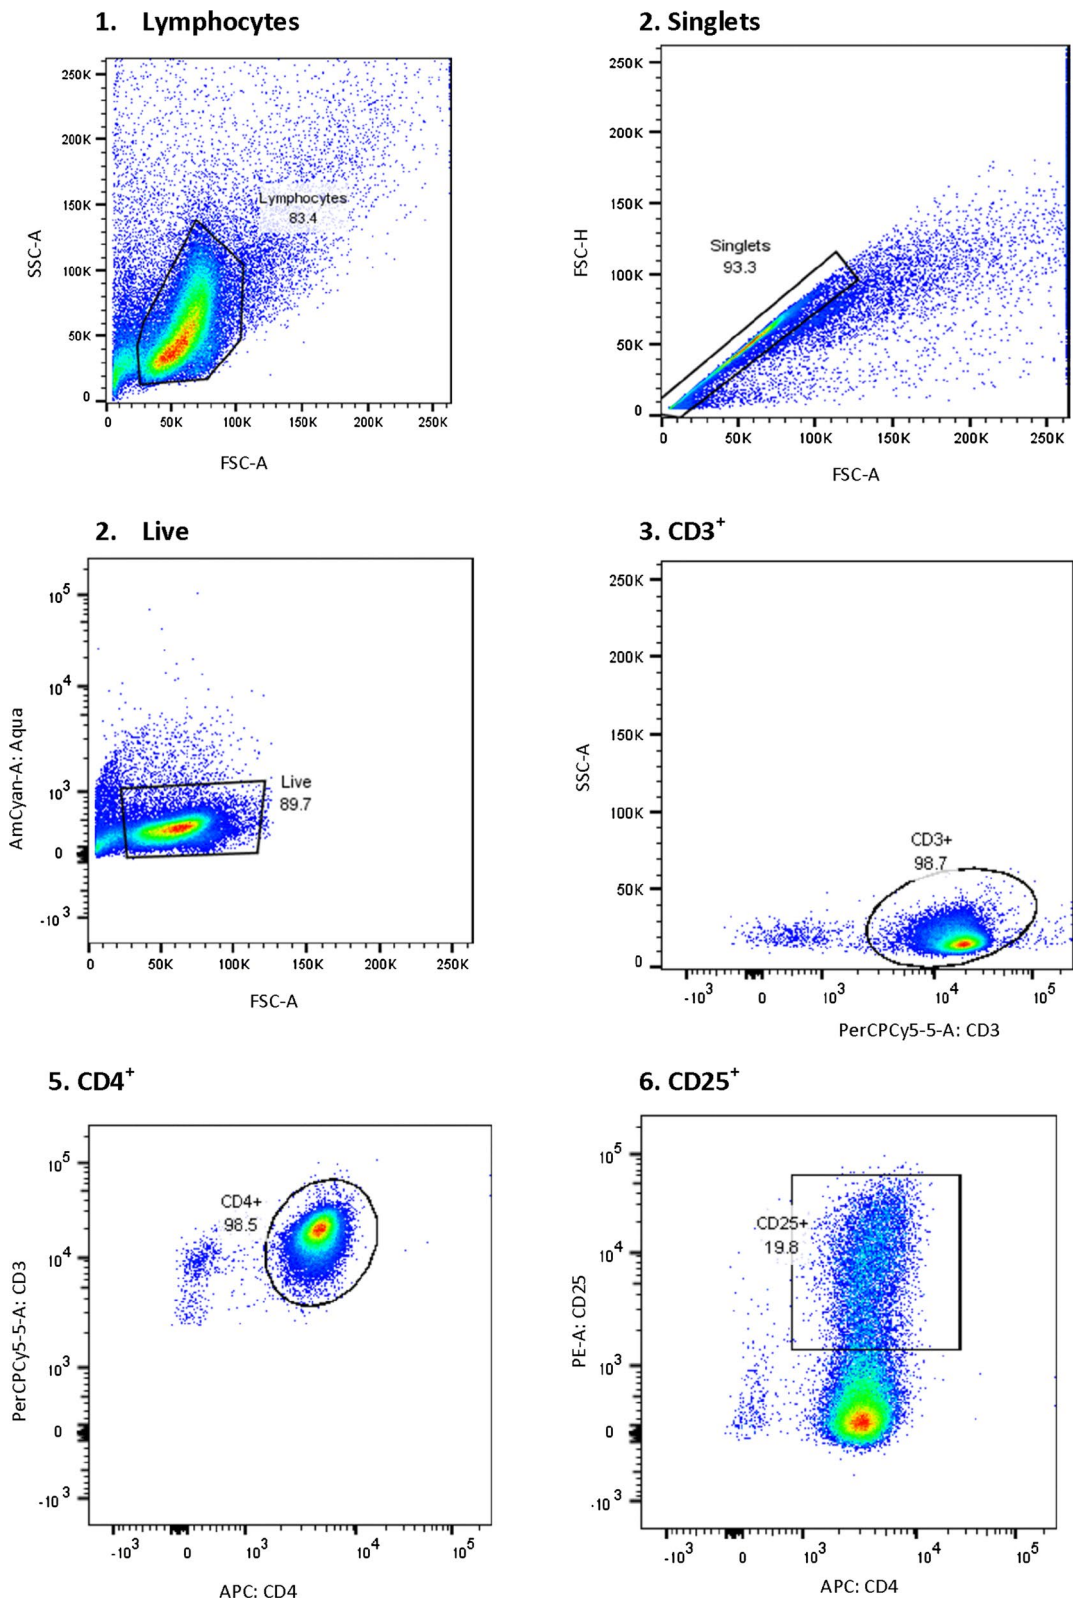 1. Lymphocytes
250K
200K
150K
100K
50K
0
SSC-A
Lymphocytes
83.4
0 50K 100K 150K 200K 250K
FSC-A
2. Singlets
250K
200K
150K
100K
50K
0
FSC-H
Singlets
93.3
0 50K 100K 150K 200K 250K
FSC-A
2. Live
10^5
10^4
10^3
0
-10^3
AmCyan-A: Aqua
Live
89.7
0 50K 100K 150K 200K 250K
FSC-A
3. CD3+
250K
200K
150K
100K
50K
0
SSC-A
CD3+
98.7
-10^3 0 10^3 10^4 10^5
PerCPCy5-5-A: CD3
5. CD4+
10^5
10^4
10^3
0
-10^3
PerCPCy5-5-A: CD3
CD4+
98.5
-10^3 0 10^3 10^4 10^5
APC: CD4
6. CD25+
10^5
10^4
10^3
0
-10^3
PE-A: CD25
CD25+
19.8
-10^3 0 10^3 10^4 10^5
APC: CD4